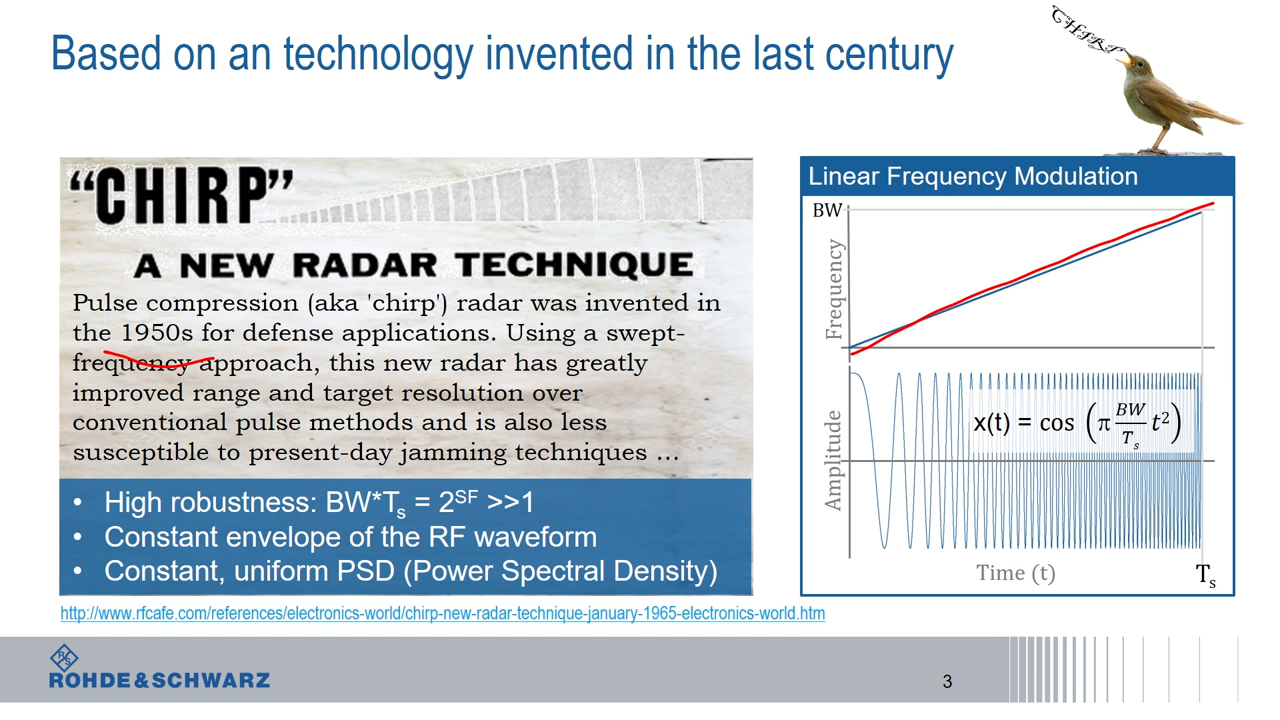 Based on an technology invented in the last century
CHIRP
“CHIRP”
A NEW RADAR TECHNIQUE
Pulse compression (aka 'chirp') radar was invented in
the 1950s for defense applications. Using a swept-
frequency approach, this new radar has greatly
improved range and target resolution over
conventional pulse methods and is also less
susceptible to present-day jamming techniques ...
• High robustness: BW*Tₛ = 2^SF >>1
• Constant envelope of the RF waveform
• Constant, uniform PSD (Power Spectral Density)
http://www.rfcafe.com/references/electronics-world/chirp-new-radar-technique-january-1965-electronics-world.htm
Linear Frequency Modulation
BW
Frequency
Amplitude
x(t) = cos (π BW/Tₛ t²)
Time (t)
Tₛ
R&S
ROHDE & SCHWARZ
3